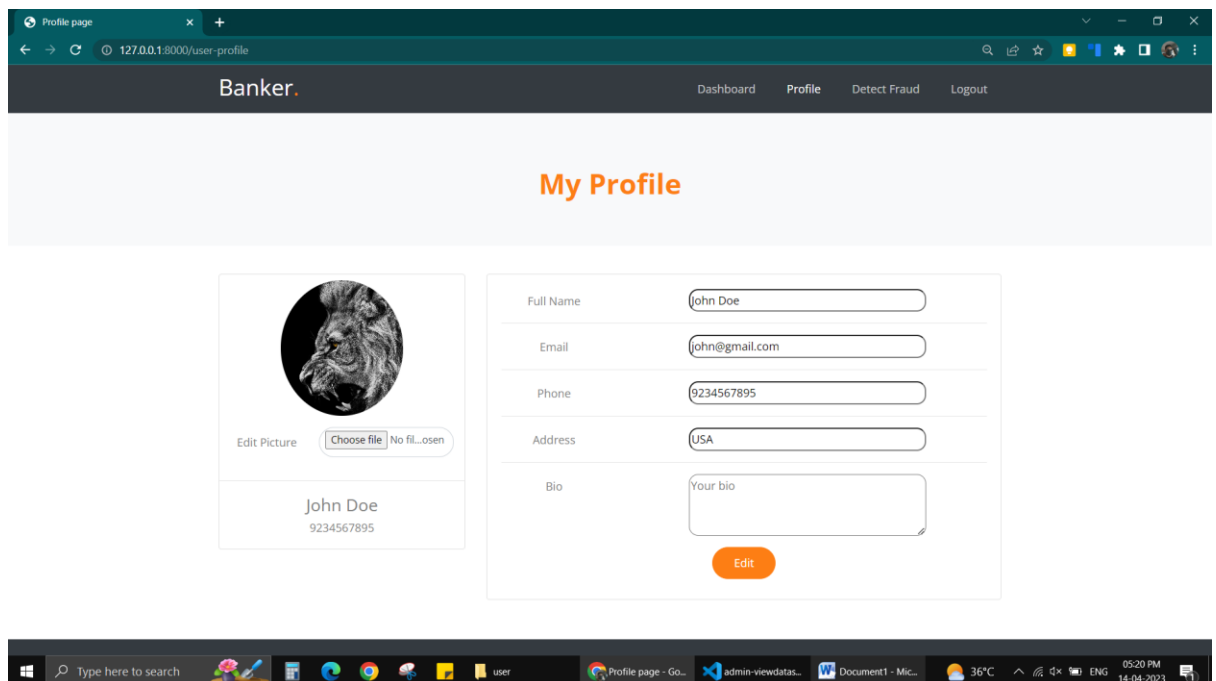 Profile page
127.0.0.1:8000/user-profile
Banker.
Dashboard Profile Detect Fraud Logout
My Profile
Edit Picture Choose file No fil...osen
John Doe
9234567895
Full Name John Doe
Email john@gmail.com
Phone 9234567895
Address USA
Bio Your bio
Edit
Type here to search user Profile page - Go... admin-viewdatas... Document1 - Mic... 36°C ENG 05:20 PM
14-04-2023